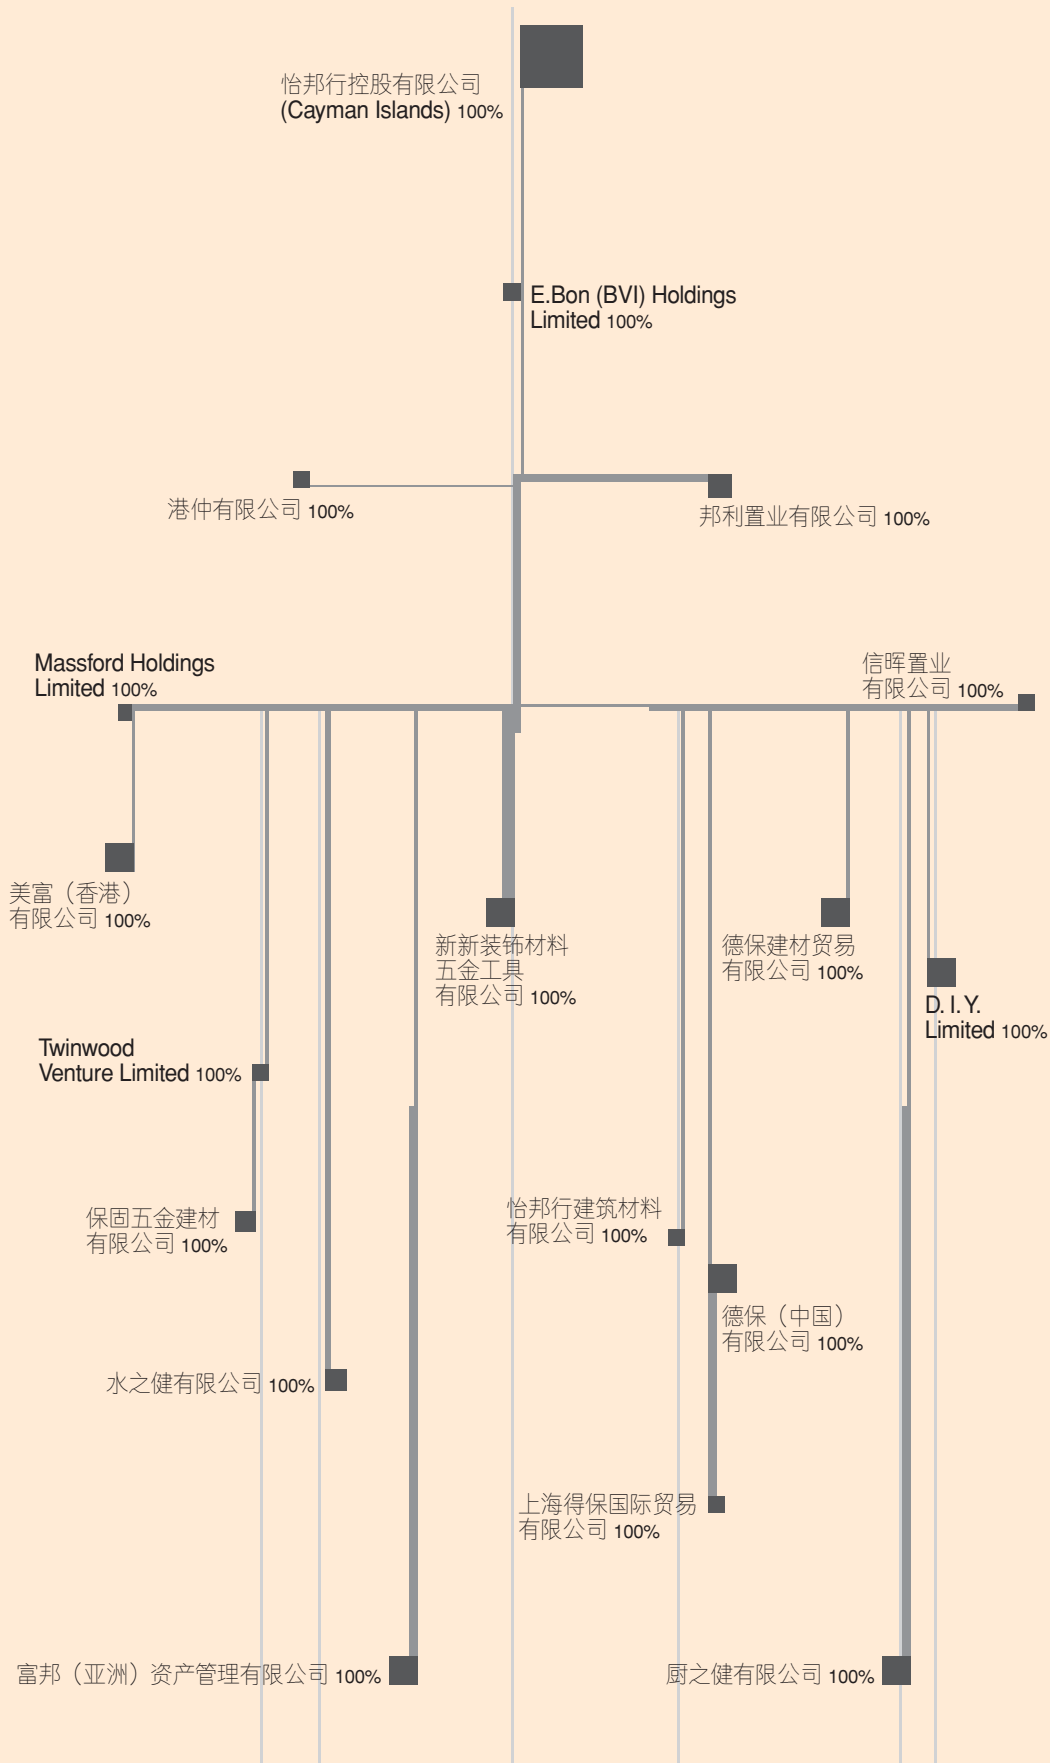 怡邦行控股有限公司
(Cayman Islands) 100%
E.Bon (BVI) Holdings
Limited 100%
港仲有限公司 100%
邦利置业有限公司 100%
Massford Holdings
Limited 100%
信晖置业
有限公司 100%
美富（香港）
有限公司 100%
新新装饰材料
五金工具
有限公司 100%
德保建材贸易
有限公司 100%
D. I. Y.
Limited 100%
Twinwood
Venture Limited 100%
保固五金建材
有限公司 100%
怡邦行建筑材料
有限公司 100%
德保（中国）
有限公司 100%
水之健有限公司 100%
上海得保国际贸易
有限公司 100%
富邦（亚洲）资产管理有限公司 100%
厨之健有限公司 100%